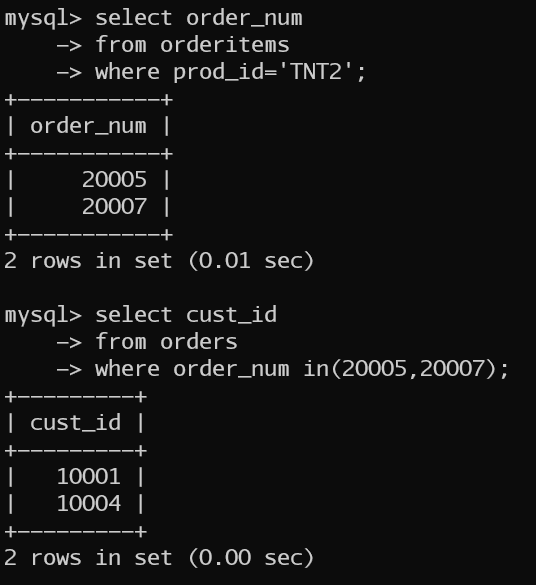 mysql> select order_num
    -> from orderitems
    -> where prod_id='TNT2';
+-----------+
| order_num |
+-----------+
|     20005 |
|     20007 |
+-----------+
2 rows in set (0.01 sec)

mysql> select cust_id
    -> from orders
    -> where order_num in(20005,20007);
+---------+
| cust_id |
+---------+
|   10001 |
|   10004 |
+---------+
2 rows in set (0.00 sec)